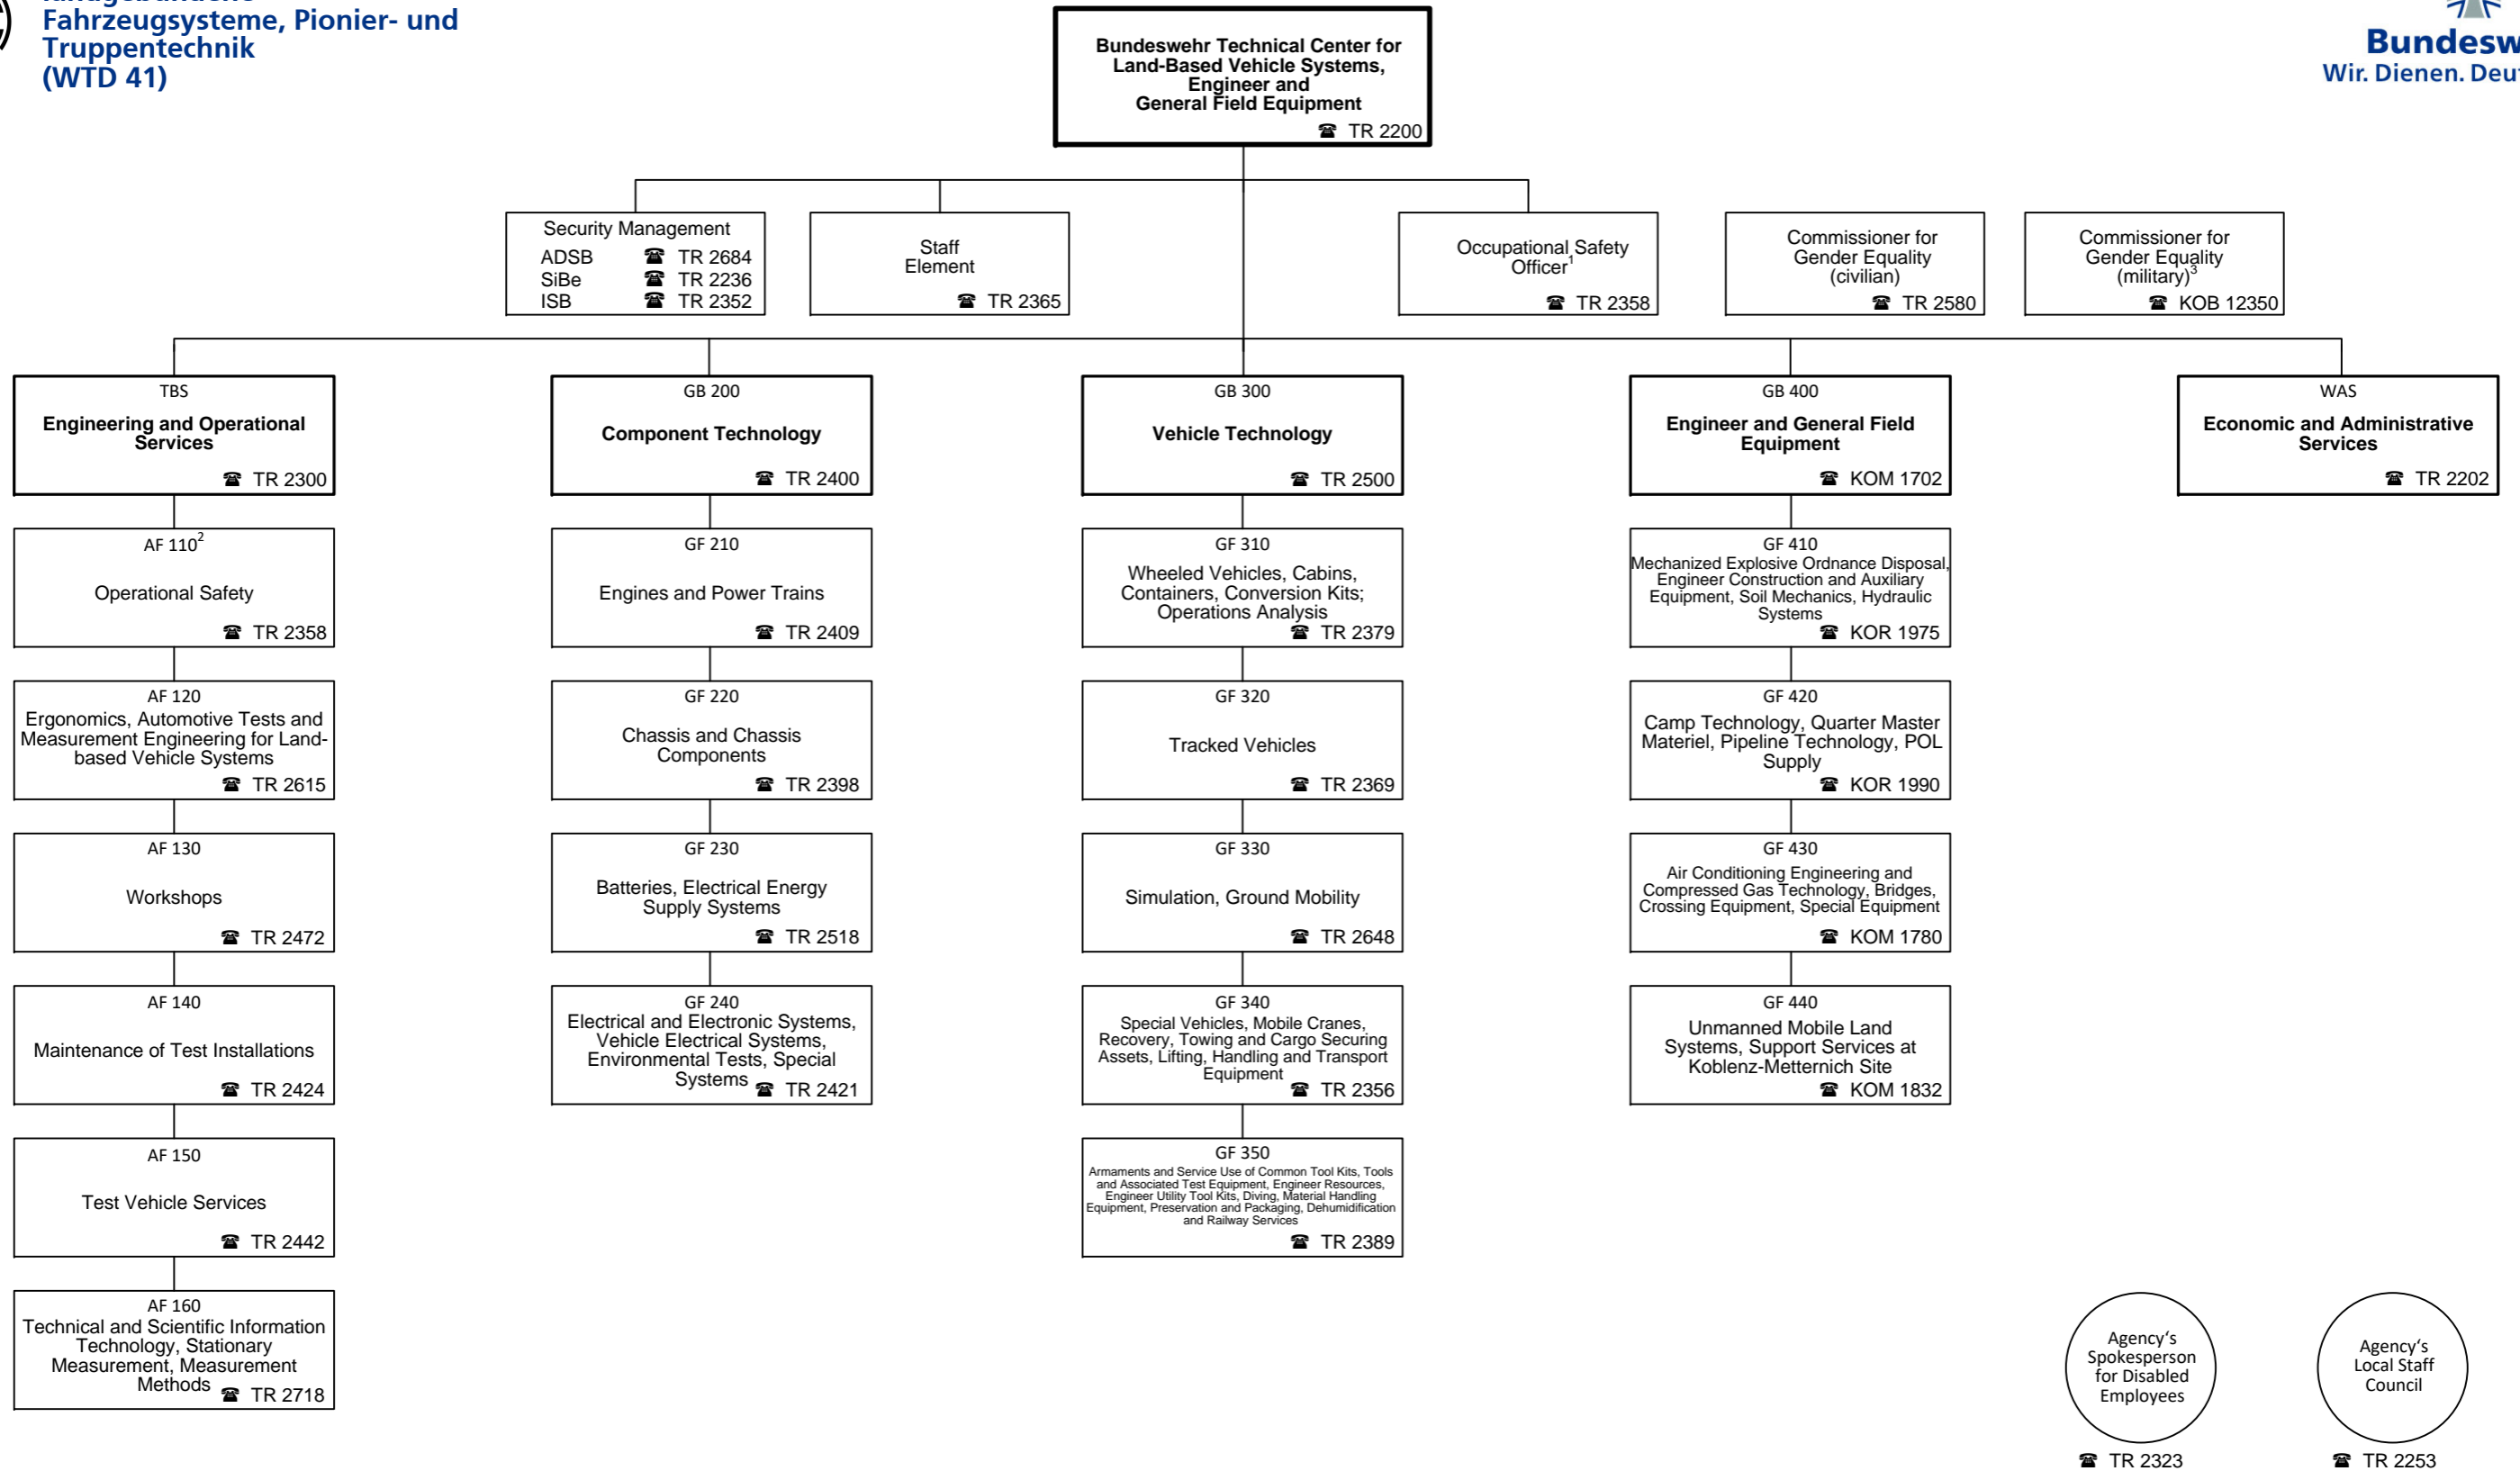 Fahrzeugsysteme, Pionier- und
Truppentechnik
(WTD 41)
Bundeswehr Technical Center for
Land-Based Vehicle Systems,
Engineer and
General Field Equipment
☎ TR 2200
Wir. Dienen.
Security Management
ADSB ☎ TR 2684
SiBe ☎ TR 2236
ISB ☎ TR 2352
Staff
Element
☎ TR 2365
Occupational Safety
Officer¹
☎ TR 2358
Commissioner for
Gender Equality
(civilian)
☎ TR 2580
Commissioner for
Gender Equality
(military)³
☎ KOB 12350
TBS
Engineering and Operational
Services
☎ TR 2300
AF 110²
Operational Safety
☎ TR 2358
AF 120
Ergonomics, Automotive Tests and
Measurement Engineering for Land-
based Vehicle Systems
☎ TR 2615
AF 130
Workshops
☎ TR 2472
AF 140
Maintenance of Test Installations
☎ TR 2424
AF 150
Test Vehicle Services
☎ TR 2442
AF 160
Technical and Scientific Information
Technology, Stationary
Measurement, Measurement
Methods ☎ TR 2718
GB 200
Component Technology
☎ TR 2400
GF 210
Engines and Power Trains
☎ TR 2409
GF 220
Chassis and Chassis
Components
☎ TR 2398
GF 230
Batteries, Electrical Energy
Supply Systems
☎ TR 2518
GF 240
Electrical and Electronic Systems,
Vehicle Electrical Systems,
Environmental Tests, Special
Systems ☎ TR 2421
GB 300
Vehicle Technology
☎ TR 2500
GF 310
Wheeled Vehicles, Cabins,
Containers, Conversion Kits;
Operations Analysis
☎ TR 2379
GF 320
Tracked Vehicles
☎ TR 2369
GF 330
Simulation, Ground Mobility
☎ TR 2648
GF 340
Special Vehicles, Mobile Cranes,
Recovery, Towing and Cargo Securing
Assets, Lifting, Handling and Transport
Equipment
☎ TR 2356
GF 350
Armaments and Service Use of Common Tool Kits, Tools
and Associated Test Equipment, Engineer Resources,
Engineer Utility Tool Kits, Diving, Material Handling
Equipment, Preservation and Packaging, Dehumidification
and Railway Services
☎ TR 2389
GB 400
Engineer and General Field
Equipment
☎ KOM 1702
GF 410
Mechanized Explosive Ordnance Disposal,
Engineer Construction and Auxiliary
Equipment, Soil Mechanics, Hydraulic
Systems
☎ KOR 1975
GF 420
Camp Technology, Quarter Master
Materiel, Pipeline Technology, POL
Supply
☎ KOR 1990
GF 430
Air Conditioning Engineering and
Compressed Gas Technology, Bridges,
Crossing Equipment, Special Equipment
☎ KOM 1780
GF 440
Unmanned Mobile Land
Systems, Support Services at
Koblenz-Metternich Site
☎ KOM 1832
WAS
Economic and Administrative
Services
☎ TR 2202
Agency‘s
Spokesperson
for Disabled
Employees
☎ TR 2323
Agency‘s
Local Staff
Council
☎ TR 2253